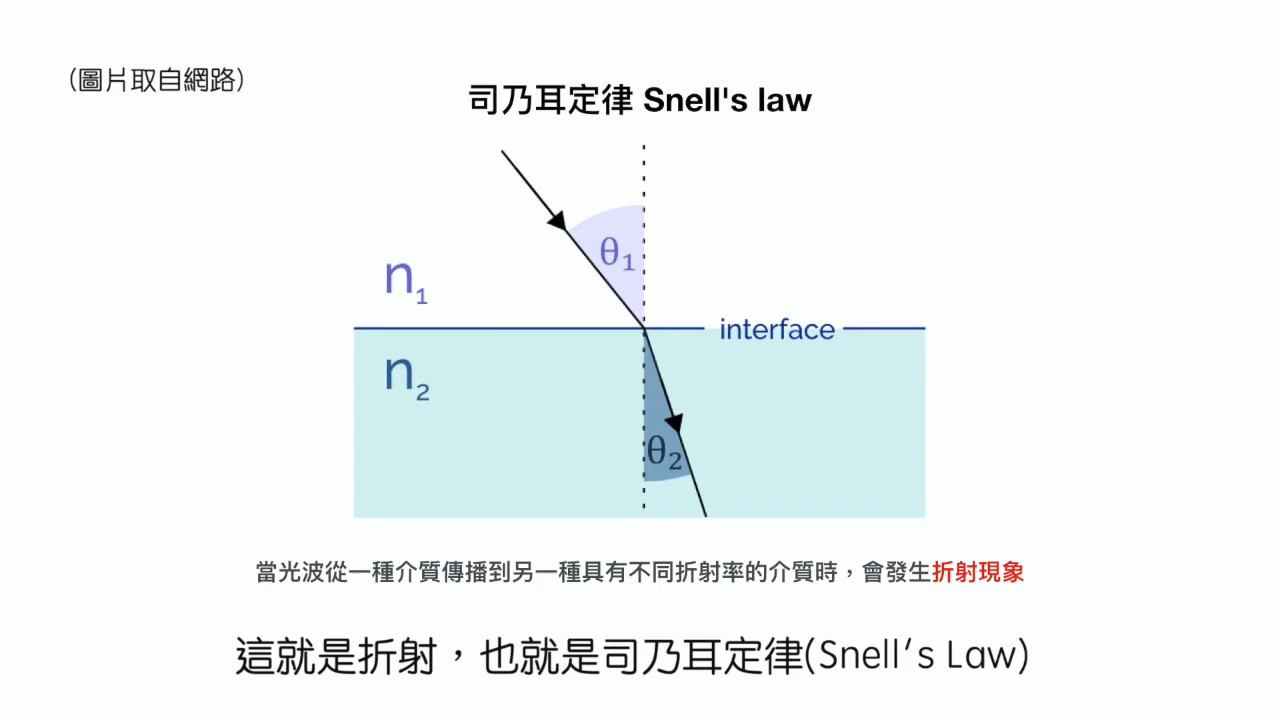 (圖片取自網路)
司乃耳定律 Snell's law
θ₁
n₁
interface
n₂
θ₂
當光波從一種介質傳播到另一種具有不同折射率的介質時，會發生折射現象
這就是折射，也就是司乃耳定律(Snell's Law)